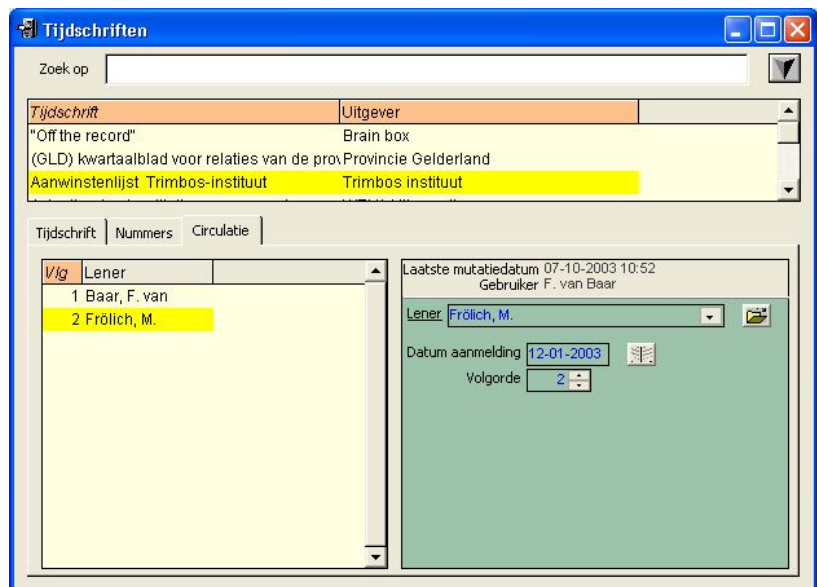 Tijdschriften
Zoek op
Tijdschrift Uitgever
"Off the record" Brain box
(GLD) kwartaalblad voor relaties van de prov Provincie Gelderland
Aanwinstenlijst Trimbos-instituut Trimbos instituut
Tijdschrift Nummers Circulatie
Vlg Lener
1 Baar, F. van
2 Frölich, M.
Laatste mutatiedatum 07-10-2003 10:52
Gebruiker F. van Baar
Lener Frölich, M.
Datum aanmelding 12-01-2003
Volgorde 2